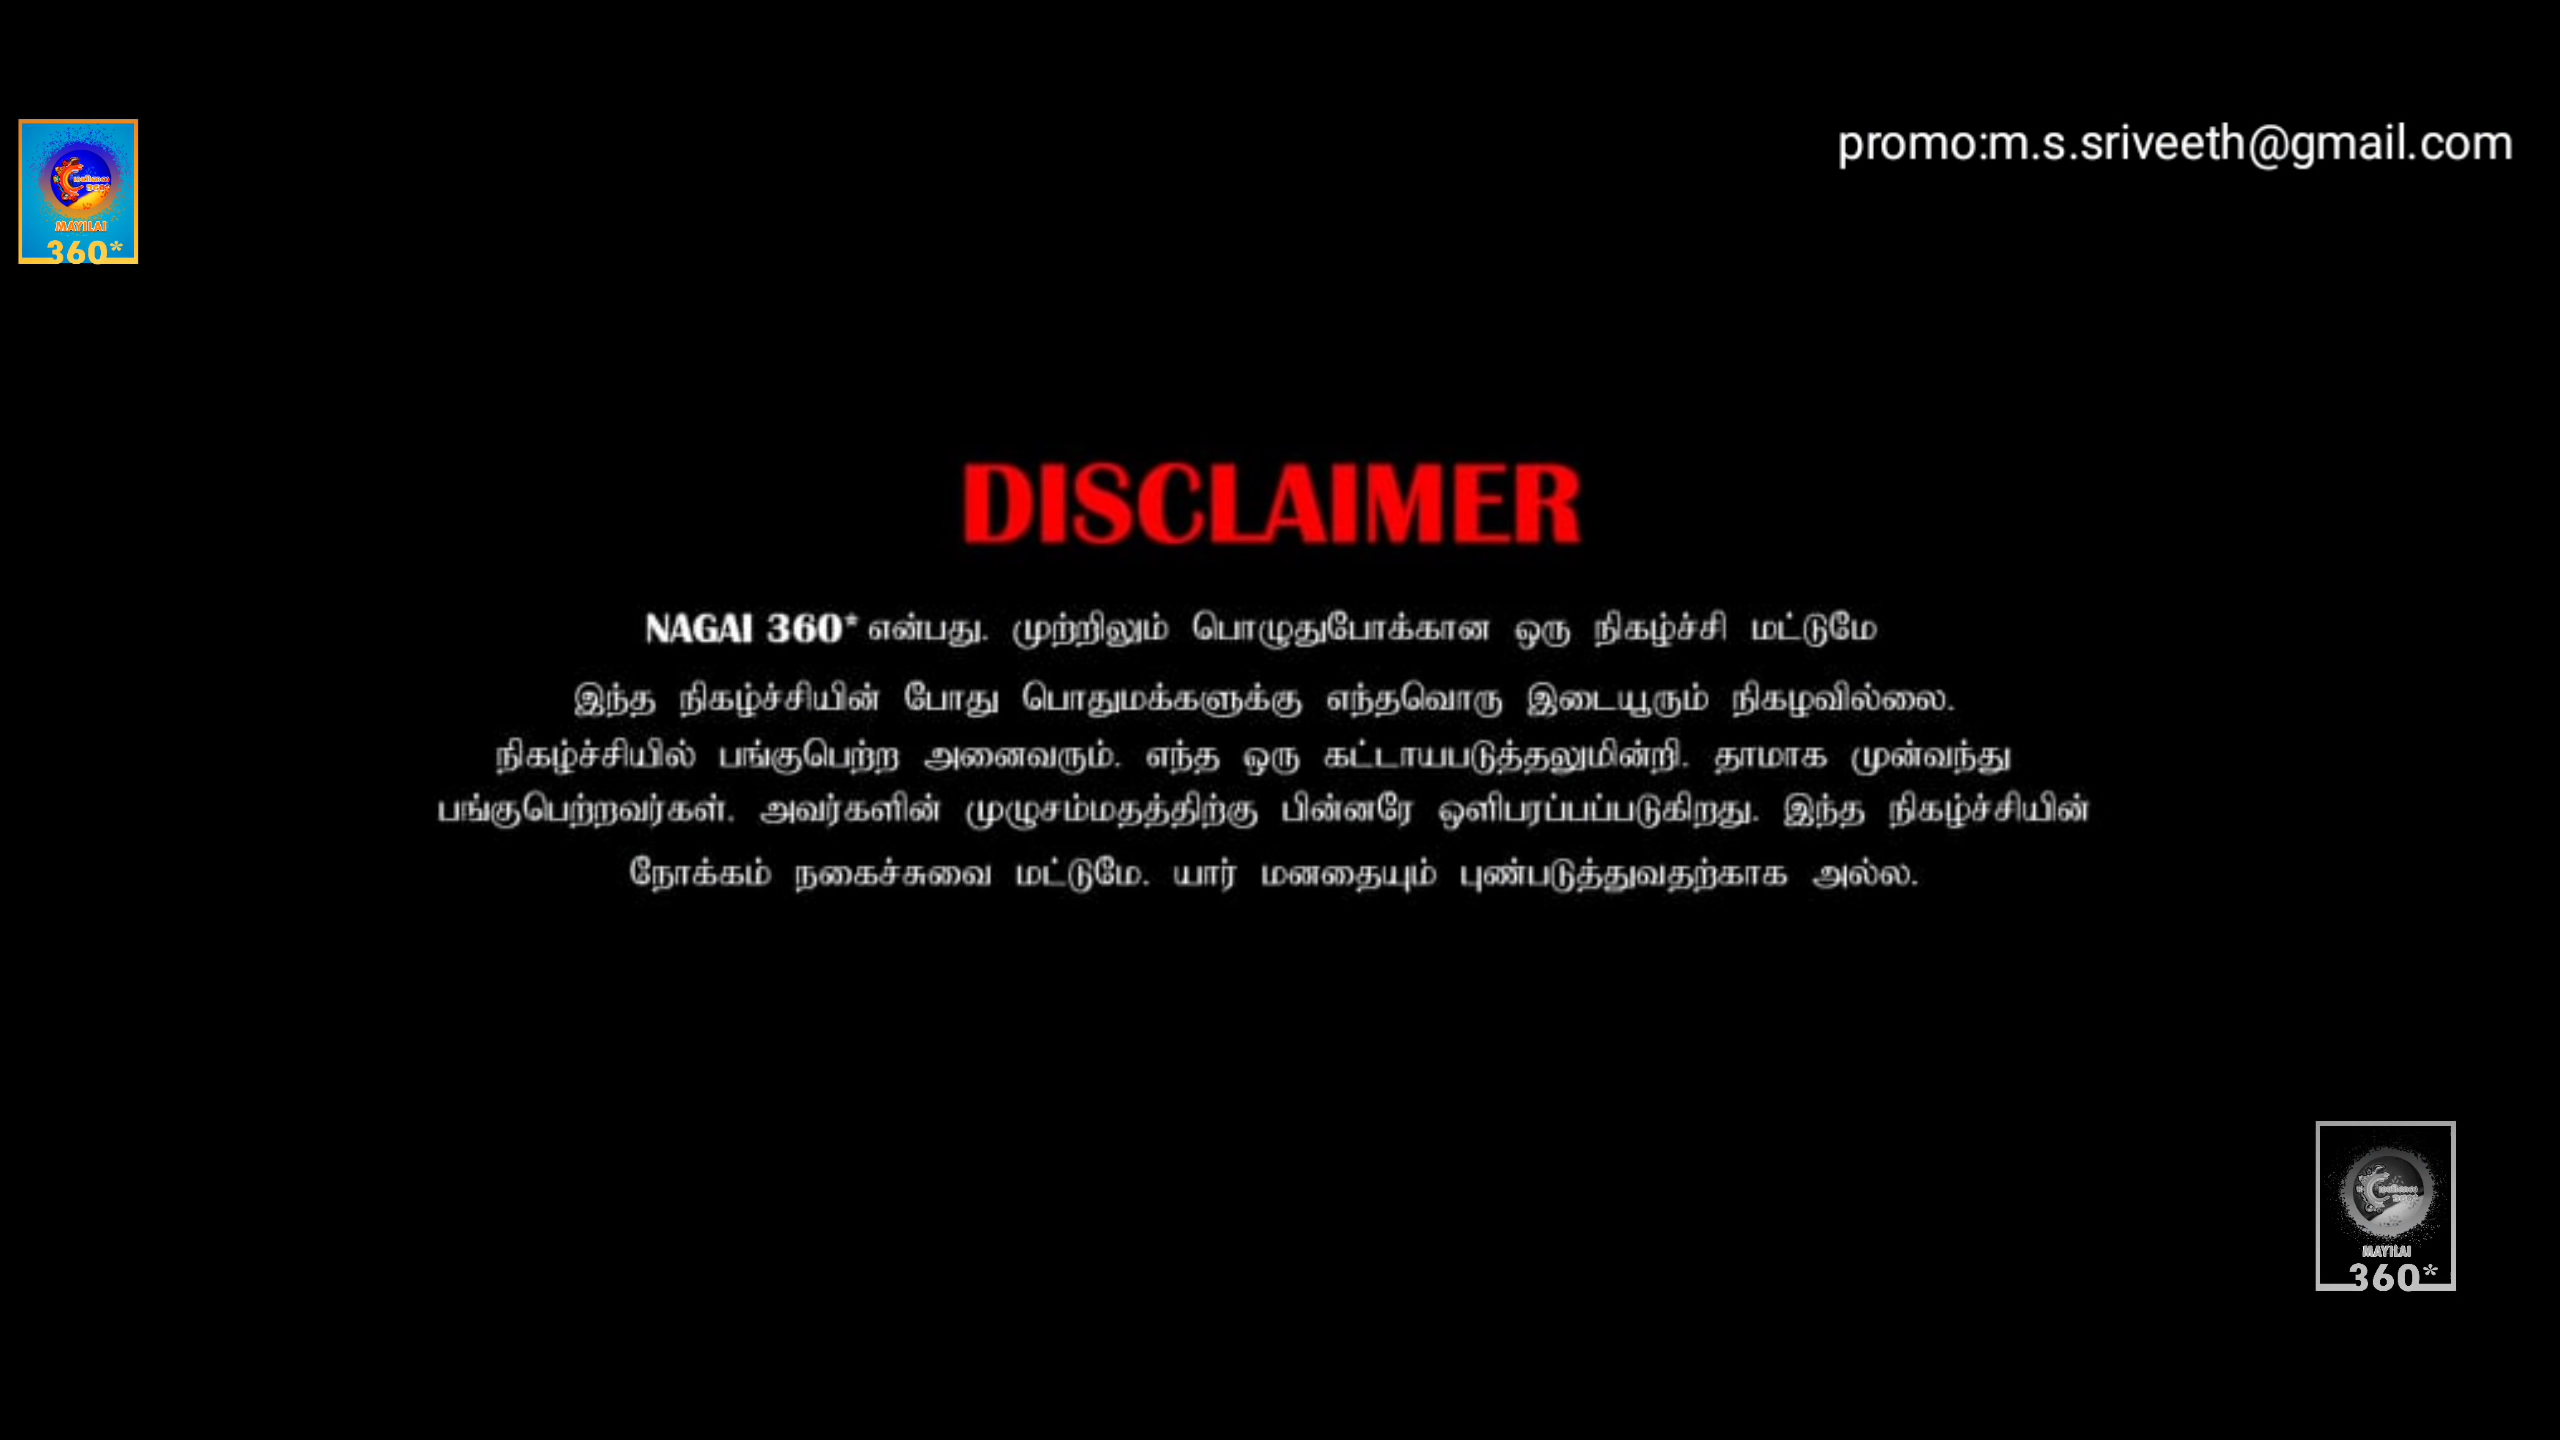 promo:m.s.sriveeth@gmail.com
MAYILAI
360*
DISCLAIMER
NAGAI 360* என்பது. முற்றிலும் பொழுதுபோக்கான ஒரு நிகழ்ச்சி மட்டுமே
இந்த நிகழ்ச்சியின் போது பொதுமக்களுக்கு எந்தவொரு இடையூரும் நிகழவில்லை.
நிகழ்ச்சியில் பங்குபெற்ற அனைவரும். எந்த ஒரு கட்டாயபடுத்தலுமின்றி. தாமாக முன்வந்து
பங்குபெற்றவர்கள். அவர்களின் முழுசம்மதத்திற்கு பின்னரே ஒளிபரப்பப்படுகிறது. இந்த நிகழ்ச்சியின்
நோக்கம் நகைச்சுவை மட்டுமே. யார் மனதையும் புண்படுத்துவதற்காக அல்ல.
MAYILAI
360*